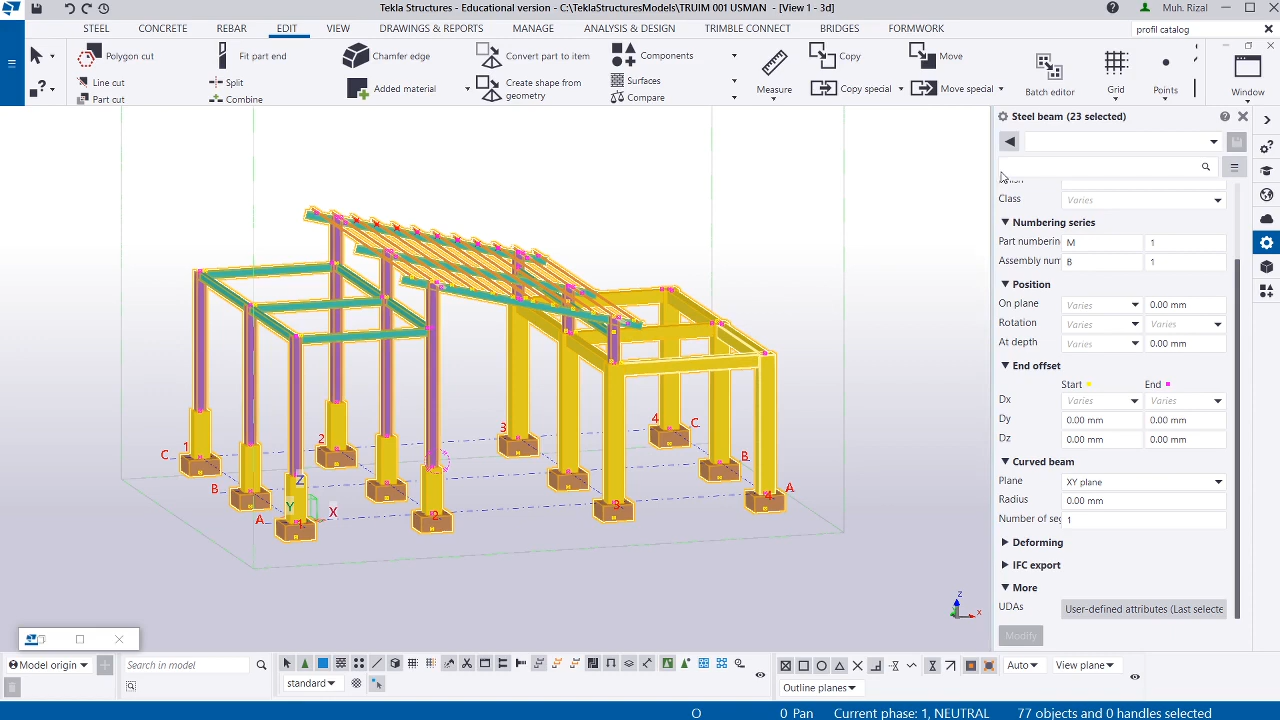 Tekla Structures - Educational version - C:\TeklaStructuresModels\TRUIN0001 USMAN - [View 1 - 3d]
Muh. Rizal
STEEL CONCRETE REBAR EDIT VIEW DRAWINGS & REPORTS MANAGE ANALYSIS & DESIGN TRIMBLE CONNECT BRIDGES FORMWORK profil catalog
Polygon cut Fit part end Chamfer edge Convert part to item Components Copy Move
Line cut Split Added material Create shape from geometry Surfaces Measure Copy special Move special Batch editor Grid Points Window
Part cut Combine Compare
Steel beam (23 selected)
Class Varies
Numbering series
Part numbering M 1
Assembly num B 1
Position
On plane Varies 0.00 mm
Rotation Varies Varies
At depth Varies 0.00 mm
End offset
Start End
Dx Varies Varies
Dy 0.00 mm 0.00 mm
Dz 0.00 mm 0.00 mm
Curved beam
Plane XY plane
Radius 0.00 mm
Number of seg 1
Deforming
IFC export
More
UDAs User-defined attributes (Last selecte
Modify
1 2 3 4
C C
B B
A A
1 2 3 4
Z
Y X
z
x
Model origin Search in model
standard
Auto View plane
Outline planes
O 0 Pan Current phase: 1, NEUTRAL 77 objects and 0 handles selected